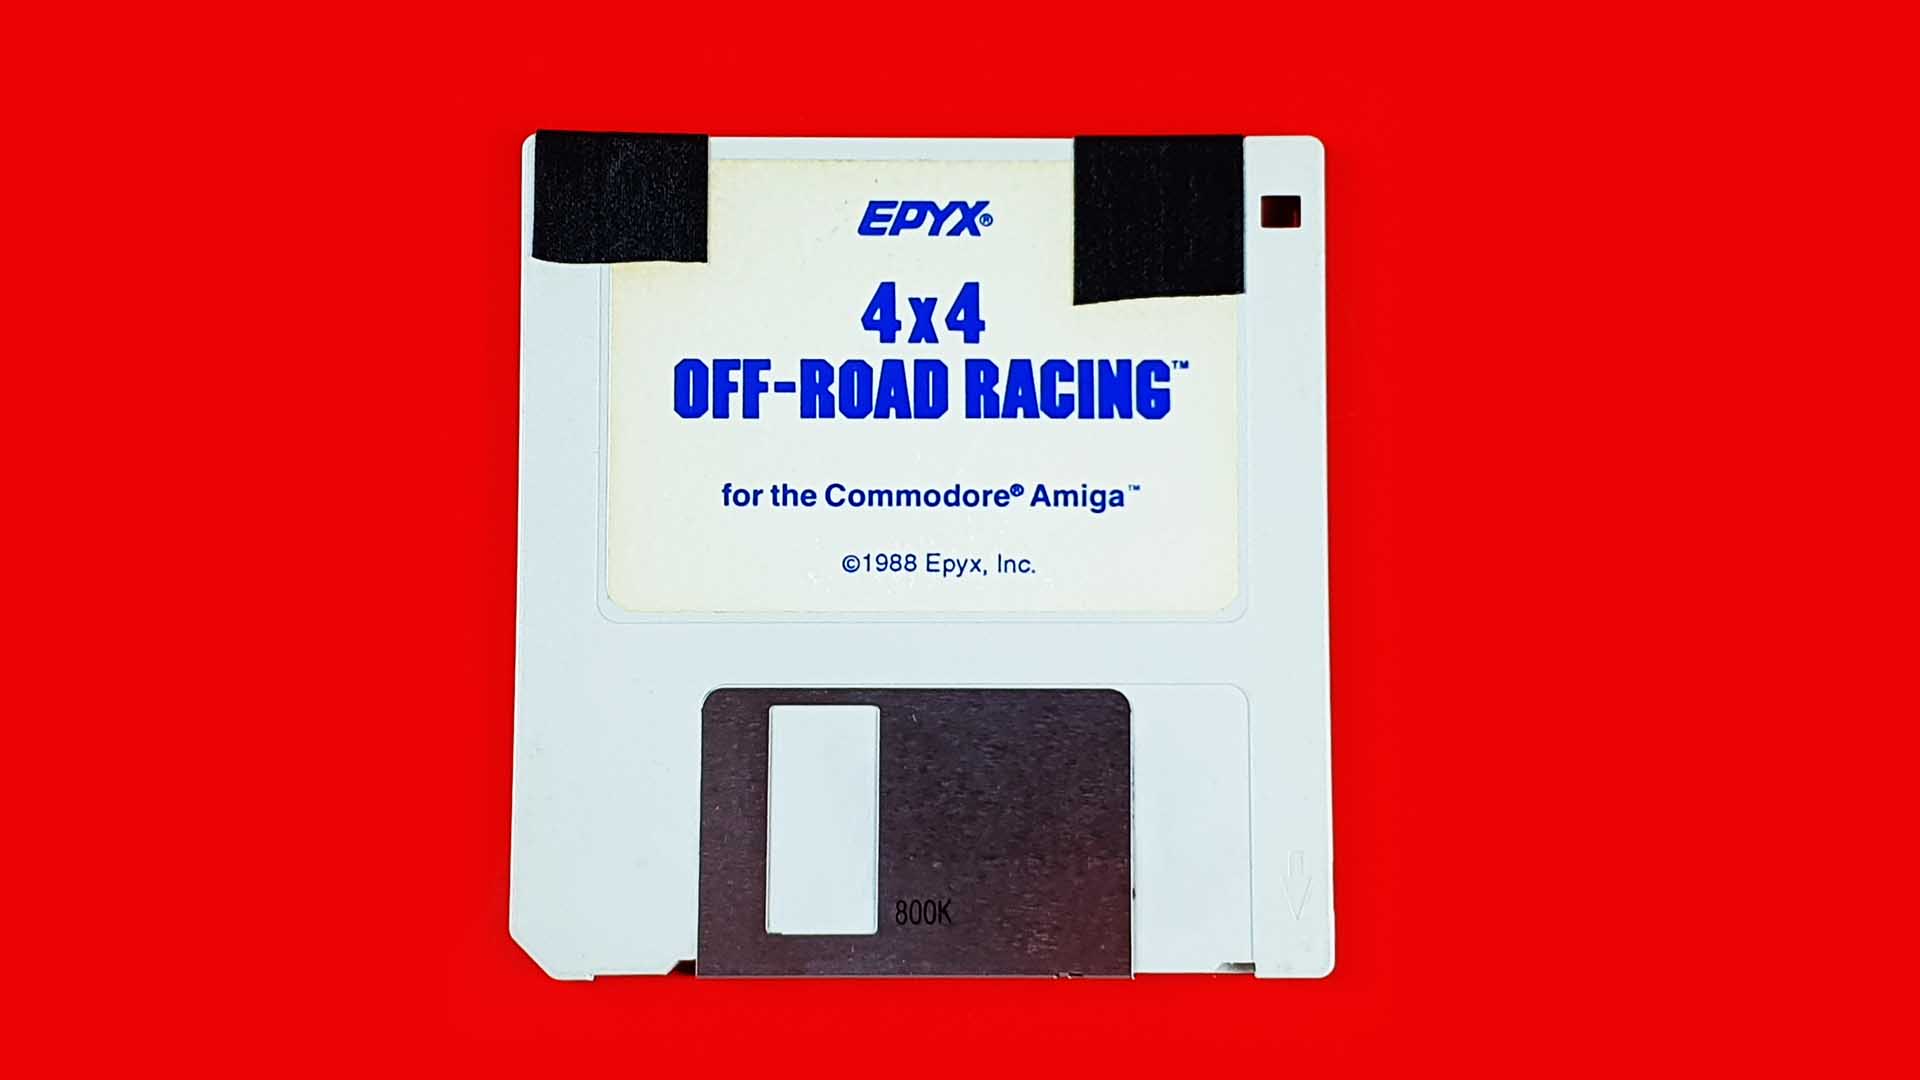 EPYX®
4x4
OFF-ROAD RACING™
for the Commodore® Amiga™
©1988 Epyx, Inc.
800K